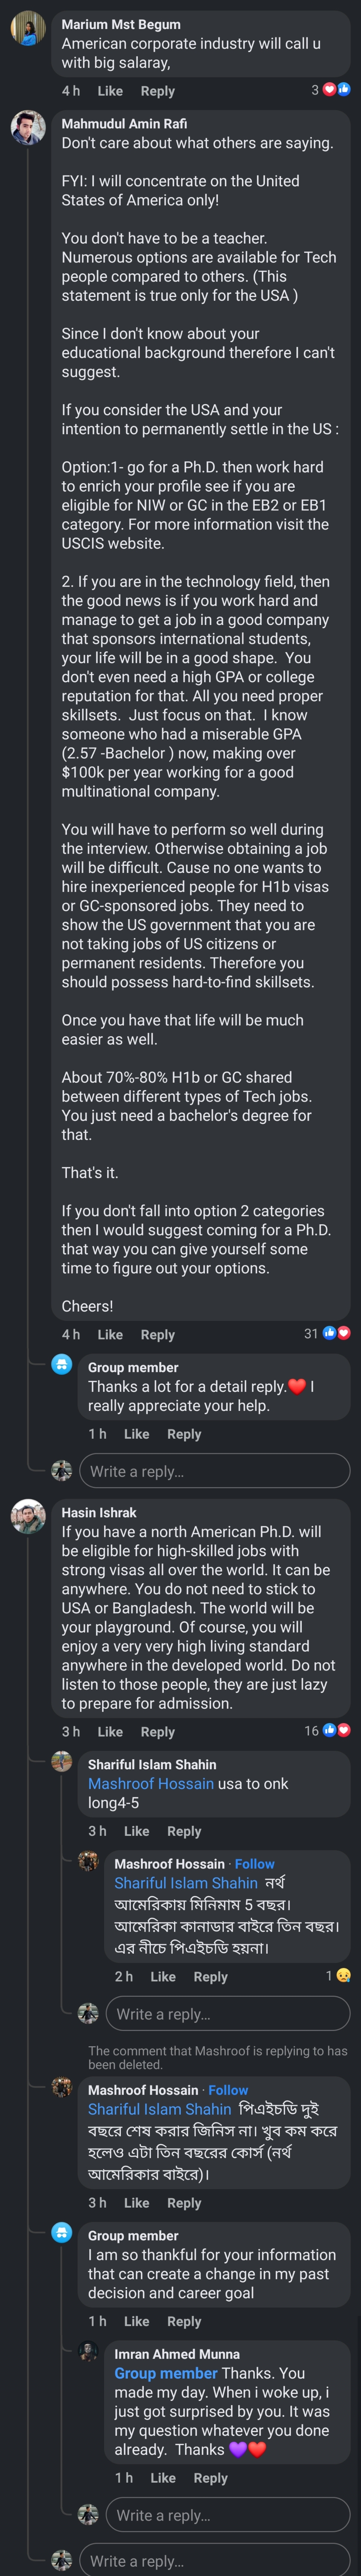 Marium Mst Begum
American corporate industry will call u
with big salaray,
4 h Like Reply 3
Mahmudul Amin Rafi
Don't care about what others are saying.
FYI: I will concentrate on the United
States of America only!
You don't have to be a teacher.
Numerous options are available for Tech
people compared to others. (This
statement is true only for the USA )
Since I don't know about your
educational background therefore I can't
suggest.
If you consider the USA and your
intention to permanently settle in the US :
Option:1- go for a Ph.D. then work hard
to enrich your profile see if you are
eligible for NIW or GC in the EB2 or EB1
category. For more information visit the
USCIS website.
2. If you are in the technology field, then
the good news is if you work hard and
manage to get a job in a good company
that sponsors international students,
your life will be in a good shape.  You
don't even need a high GPA or college
reputation for that. All you need proper
skillsets.  Just focus on that.  I know
someone who had a miserable GPA
(2.57 -Bachelor ) now, making over
$100k per year working for a good
multinational company.
You will have to perform so well during
the interview. Otherwise obtaining a job
will be difficult. Cause no one wants to
hire inexperienced people for H1b visas
or GC-sponsored jobs. They need to
show the US government that you are
not taking jobs of US citizens or
permanent residents. Therefore you
should possess hard-to-find skillsets.
Once you have that life will be much
easier as well.
About 70%-80% H1b or GC shared
between different types of Tech jobs.
You just need a bachelor's degree for
that.
That's it.
If you don't fall into option 2 categories
then I would suggest coming for a Ph.D.
that way you can give yourself some
time to figure out your options.
Cheers!
4 h Like Reply 31
Group member
Thanks a lot for a detail reply.❤️ I
really appreciate your help.
1 h Like Reply
Write a reply...
Hasin Ishrak
If you have a north American Ph.D. will
be eligible for high-skilled jobs with
strong visas all over the world. It can be
anywhere. You do not need to stick to
USA or Bangladesh. The world will be
your playground. Of course, you will
enjoy a very very high living standard
anywhere in the developed world. Do not
listen to those people, they are just lazy
to prepare for admission.
3 h Like Reply 16
Shariful Islam Shahin
Mashroof Hossain usa to onk
long4-5
3 h Like Reply
Mashroof Hossain · Follow
Shariful Islam Shahin নর্থ
আমেরিকায় মিনিমাম 5 বছর।
আমেরিকা কানাডার বাইরে তিন বছর।
এর নীচে পিএইচডি হয়না।
2 h Like Reply 1
Write a reply...
The comment that Mashroof is replying to has
been deleted.
Mashroof Hossain · Follow
Shariful Islam Shahin পিএইচডি দুই
বছরে শেষ করার জিনিস না। খুব কম করে
হলেও এটা তিন বছরের কোর্স (নর্থ
আমেরিকার বাইরে)।
3 h Like Reply
Group member
I am so thankful for your information
that can create a change in my past
decision and career goal
1 h Like Reply
Imran Ahmed Munna
Group member Thanks. You
made my day. When i woke up, i
just got surprised by you. It was
my question whatever you done
already.  Thanks 💜❤️
1 h Like Reply
Write a reply...
Write a reply...